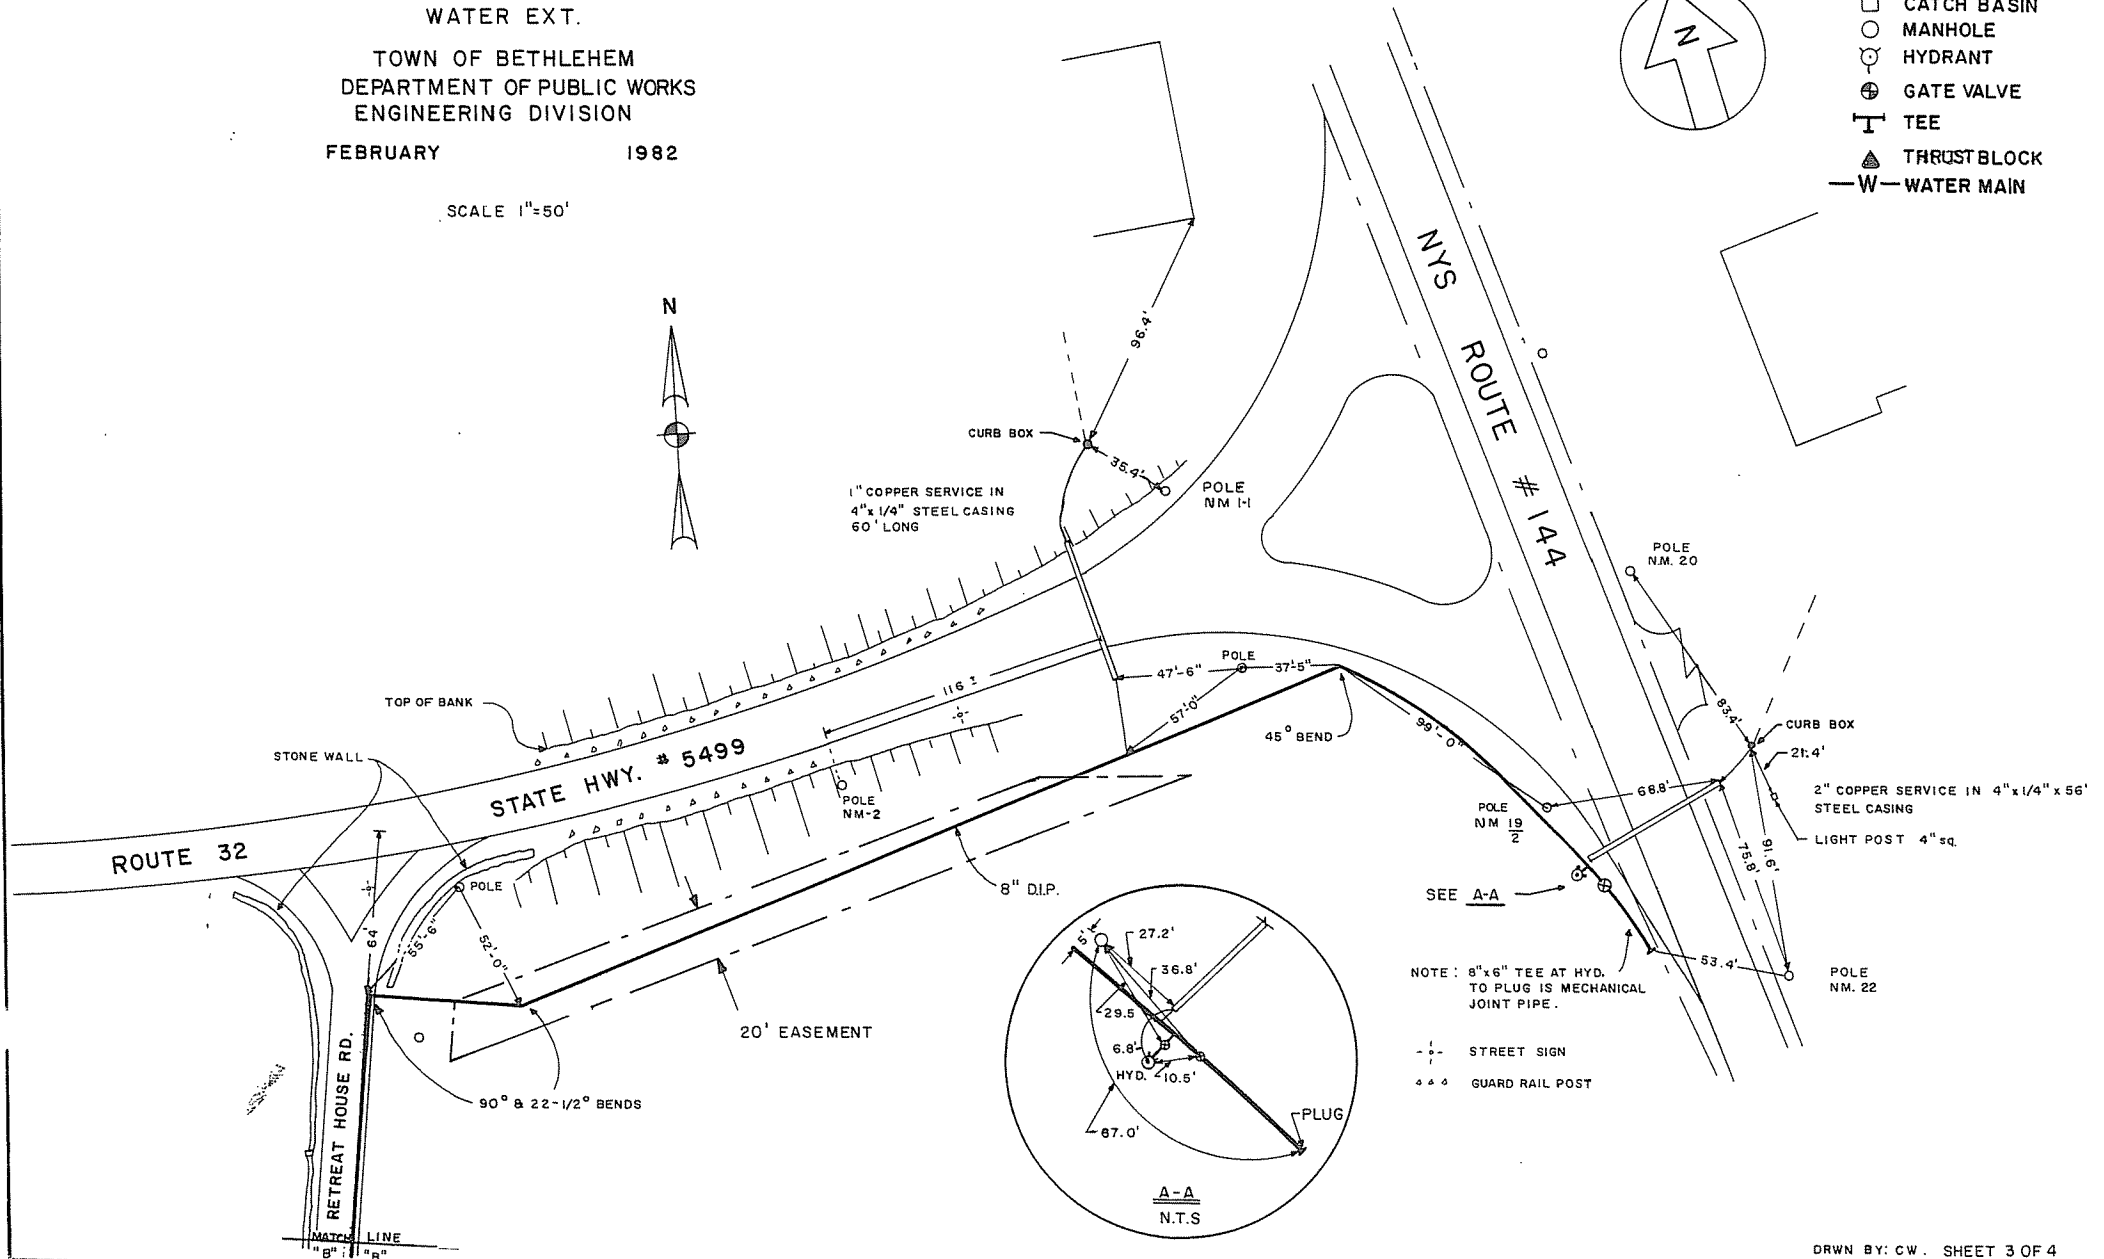 WATER EXT.
TOWN OF BETHLEHEM
DEPARTMENT OF PUBLIC WORKS
ENGINEERING DIVISION
FEBRUARY 1982
SCALE 1"=50'
N
N
CATCH BASIN
MANHOLE
HYDRANT
GATE VALVE
TEE
THRUST BLOCK
—W— WATER MAIN
NYS ROUTE # 144
96.4'
CURB BOX
35.4'
1" COPPER SERVICE IN
4" x 1/4" STEEL CASING
60' LONG
POLE
NM 1-1
POLE
N.M. 20
TOP OF BANK
STONE WALL
STATE HWY. # 5499
ROUTE 32
116 ±
POLE
47'-6"
37'-5"
57'-0"
45° BEND
99'-0"
83.4'
CURB BOX
21.4'
2" COPPER SERVICE IN 4" x 1/4" x 56'
STEEL CASING
LIGHT POST 4" sq.
68.8'
POLE
NM 19/2
75.8'
91.6'
POLE
NM-2
POLE
55'-6"
52'-0"
64'
8" D.I.P.
SEE A-A
NOTE: 8"x6" TEE AT HYD.
TO PLUG IS MECHANICAL
JOINT PIPE.
53.4'
POLE
NM. 22
20' EASEMENT
90° & 22-1/2° BENDS
RETREAT HOUSE RD.
MATCH LINE
"B" "B"
5'
27.2'
36.8'
29.5
6.8'
HYD.
10.5'
67.0'
PLUG
A-A
N.T.S
STREET SIGN
GUARD RAIL POST
DRWN BY: CW. SHEET 3 OF 4